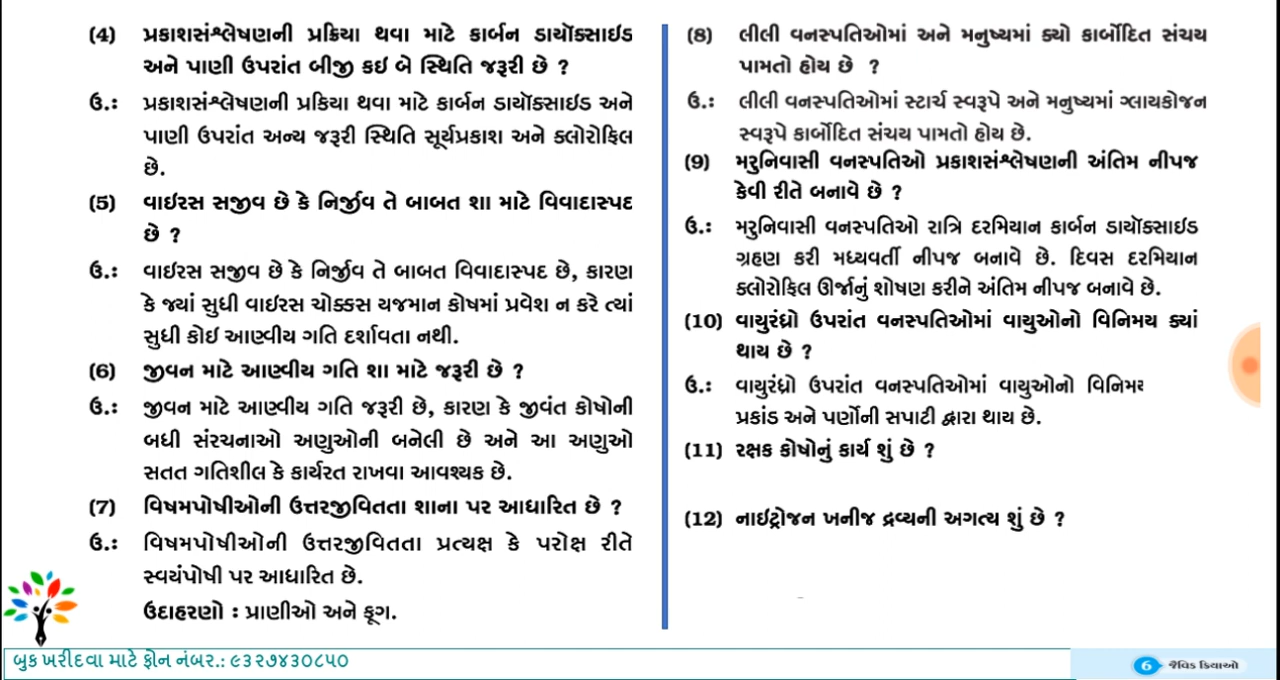 (4) પ્રકાશસંશ્લેષણની પ્રક્રિયા થવા માટે કાર્બન ડાયૉક્સાઇડ
અને પાણી ઉપરાંત બીજી કઇ બે સ્થિતિ જરૂરી છે ?
ઉ.: પ્રકાશસંશ્લેષણની પ્રકિયા થવા માટે કાર્બન ડાયૉક્સાઇડ અને
પાણી ઉપરાંત અન્ય જરૂરી સ્થિતિ સૂર્યપ્રકાશ અને ક્લોરોફિલ
છે.
(5) વાઇરસ સજીવ છે કે નિર્જીવ તે બાબત શા માટે વિવાદાસ્પદ
છે ?
ઉ.: વાઇરસ સજીવ છે કે નિર્જીવ તે બાબત વિવાદાસ્પદ છે, કારણ
કે જ્યાં સુધી વાઇરસ ચોક્કસ યજમાન કોષમાં પ્રવેશ ન કરે ત્યાં
સુધી કોઇ આણ્વીય ગતિ દર્શાવતા નથી.
(6) જીવન માટે આણ્વીય ગતિ શા માટે જરૂરી છે ?
ઉ.: જીવન માટે આણ્વીય ગતિ જરૂરી છે, કારણ કે જીવંત કોષોની
બધી સંરચનાઓ અણુઓની બનેલી છે અને આ અણુઓ
સતત ગતિશીલ કે કાર્યરત રાખવા આવશ્યક છે.
(7) વિષમપોષીઓની ઉત્તરજીવિતતા શાના પર આધારિત છે ?
ઉ.: વિષમપોષીઓની ઉત્તરજીવિતતા પ્રત્યક્ષ કે પરોક્ષ રીતે
સ્વયંપોષી પર આધારિત છે.
ઉદાહરણો : પ્રાણીઓ અને ફૂગ.
(8) લીલી વનસ્પતિઓમાં અને મનુષ્યમાં ક્યો કાર્બોદિત સંચય
પામતો હોય છે ?
ઉ.: લીલી વનસ્પતિઓમાં સ્ટાર્ચ સ્વરૂપે અને મનુષ્યમાં ગ્લાયકોજન
સ્વરૂપે કાર્બોદિત સંચય પામતો હોય છે.
(9) મરુનિવાસી વનસ્પતિઓ પ્રકાશસંશ્લેષણની અંતિમ નીપજ
કેવી રીતે બનાવે છે ?
ઉ.: મરુનિવાસી વનસ્પતિઓ રાત્રિ દરમિયાન કાર્બન ડાયૉક્સાઇડ
ગ્રહણ કરી મધ્યવર્તી નીપજ બનાવે છે. દિવસ દરમિયાન
ક્લોરોફિલ ઊર્જાનું શોષણ કરીને અંતિમ નીપજ બનાવે છે.
(10) વાયુરંધ્રો ઉપરાંત વનસ્પતિઓમાં વાયુઓનો વિનિમય ક્યાં
થાય છે ?
ઉ.: વાયુરંધ્રો ઉપરાંત વનસ્પતિઓમાં વાયુઓનો વિનિમય
પ્રકાંડ અને પર્ણોની સપાટી દ્વારા થાય છે.
(11) રક્ષક કોષોનું કાર્ય શું છે ?
(12) નાઇટ્રોજન ખનીજ દ્રવ્યની અગત્ય શું છે ?
બુક ખરીદવા માટે ફોન નંબર.: ૯૩૨૭૪૩૦૮૫૦
6 જૈવિક ક્રિયાઓ